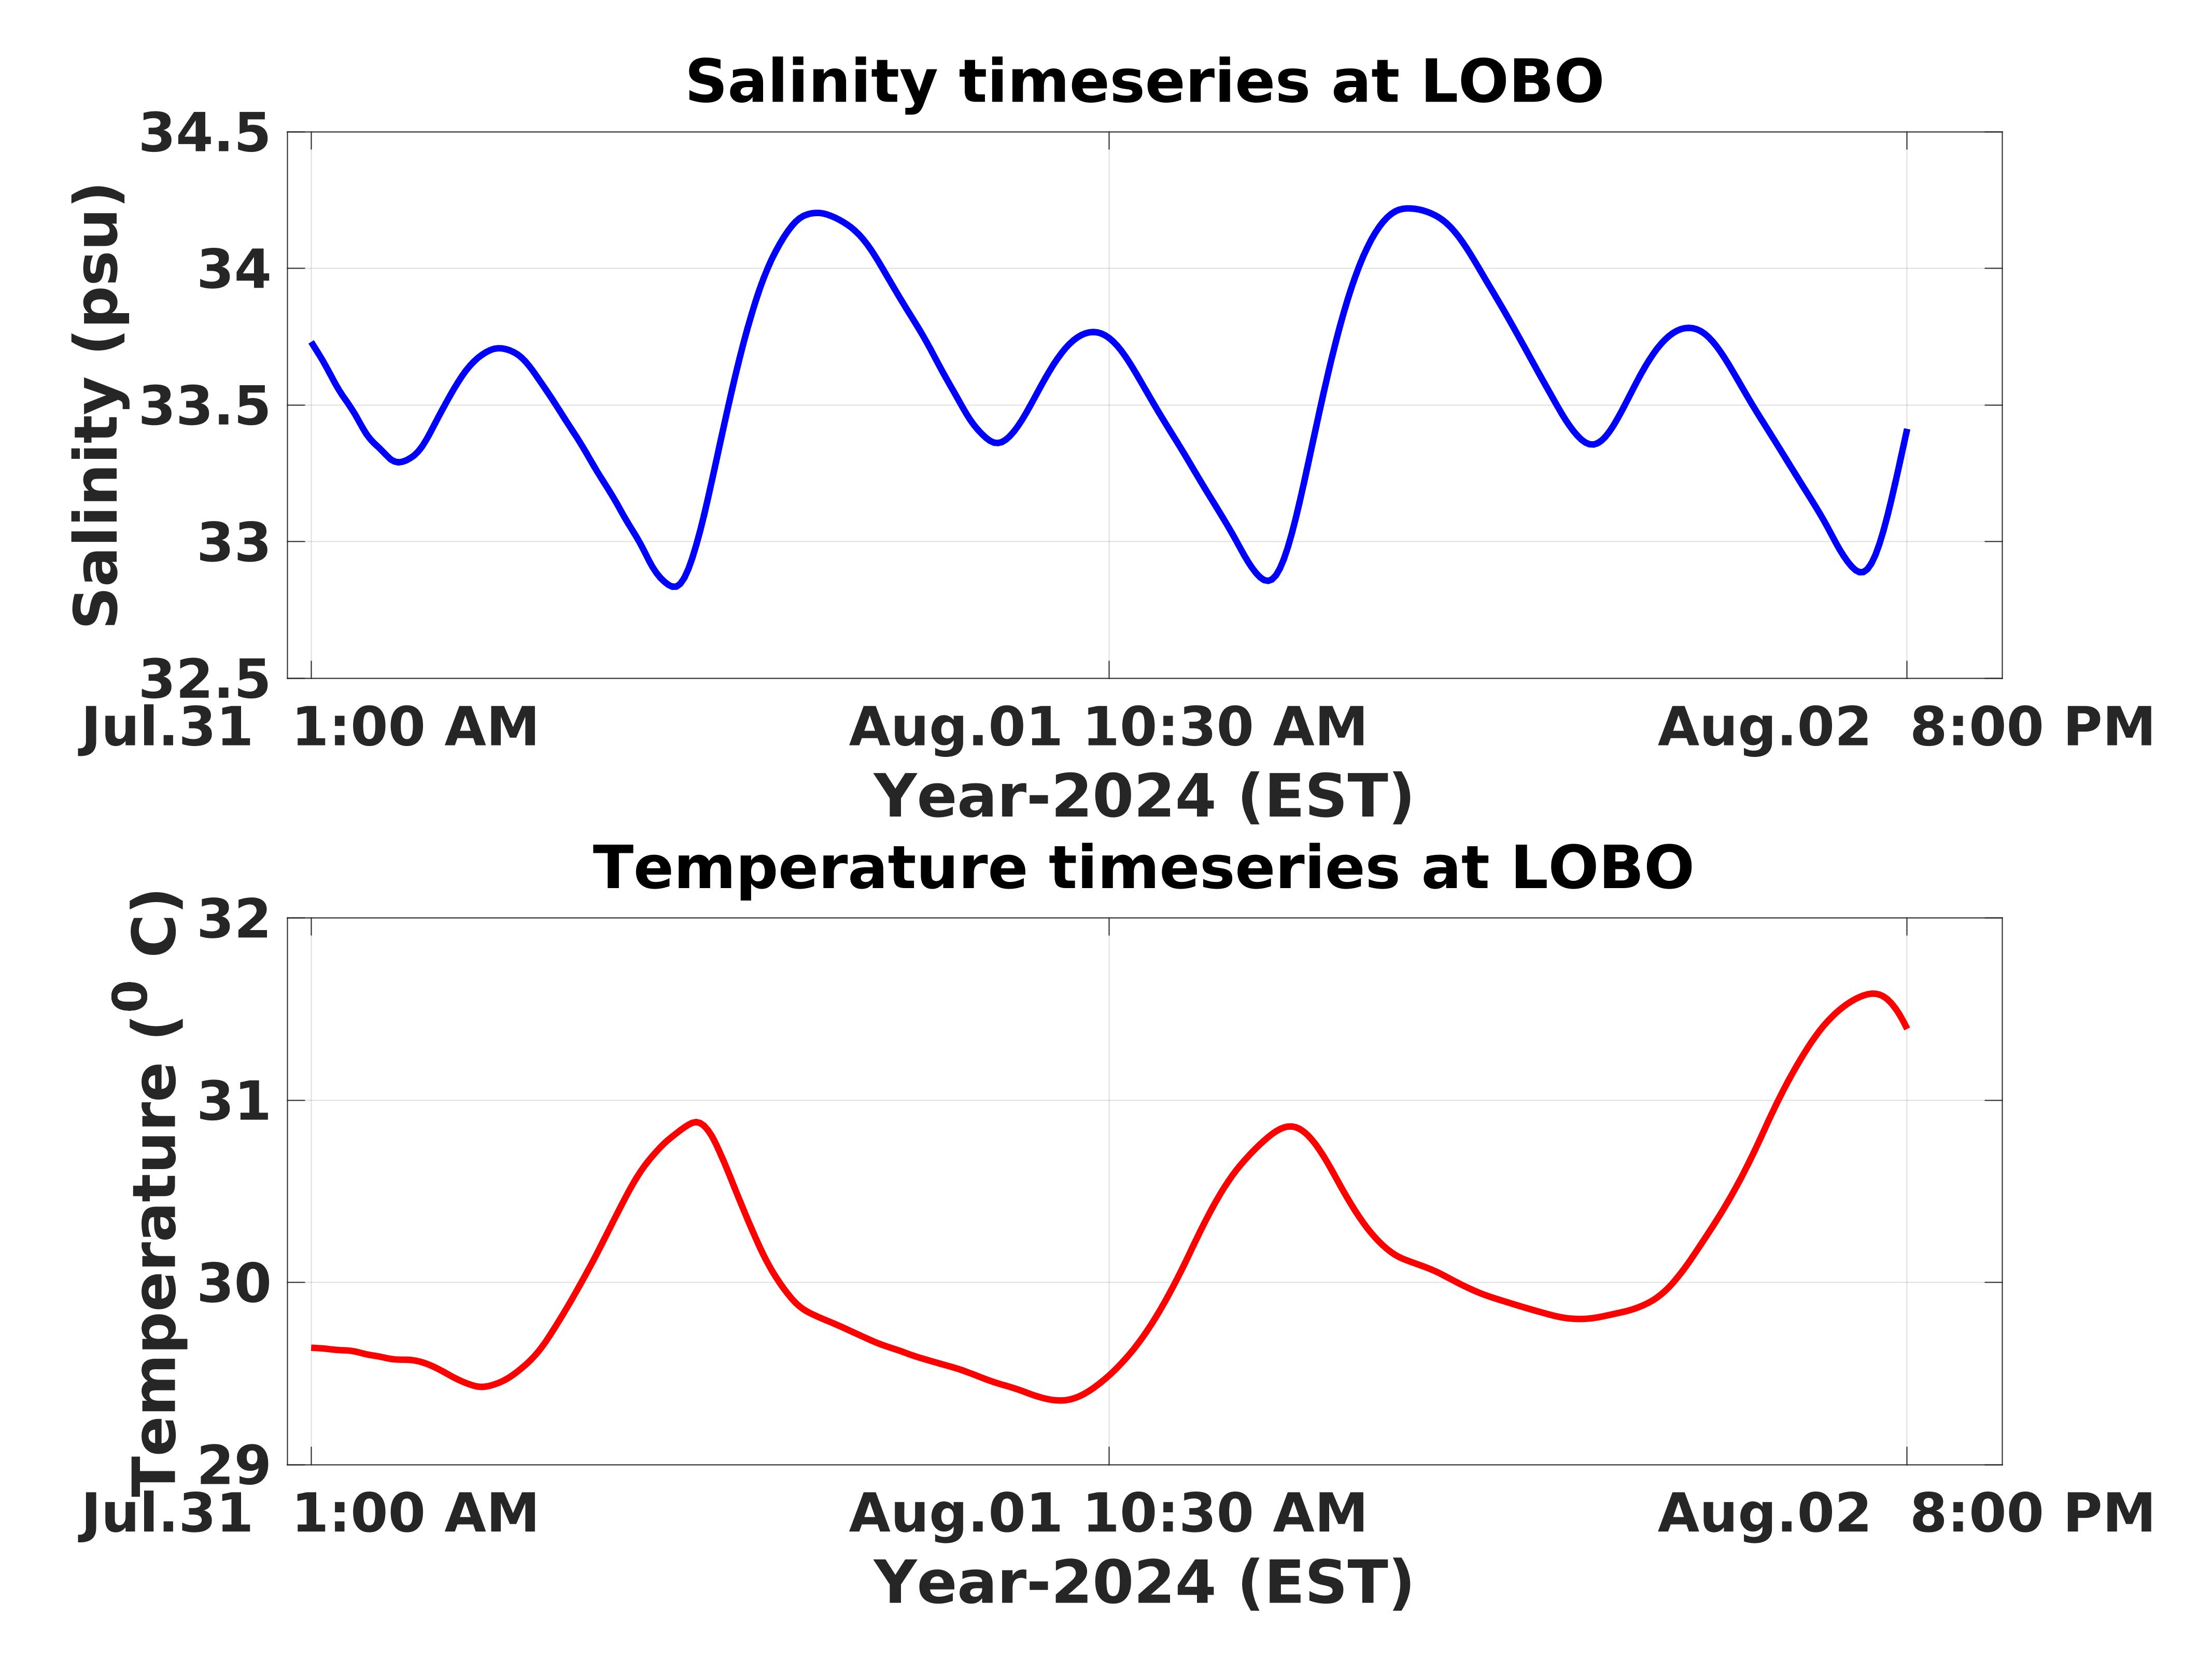 Salinity timeseries at LOBO
34.5
34
33.5
33
32.5
Salinity (psu)
Jul.31 1:00 AM
Aug.01 10:30 AM
Aug.02 8:00 PM
Year-2024 (EST)
Temperature timeseries at LOBO
32
31
30
29
Temperature (⁰ C)
Jul.31 1:00 AM
Aug.01 10:30 AM
Aug.02 8:00 PM
Year-2024 (EST)